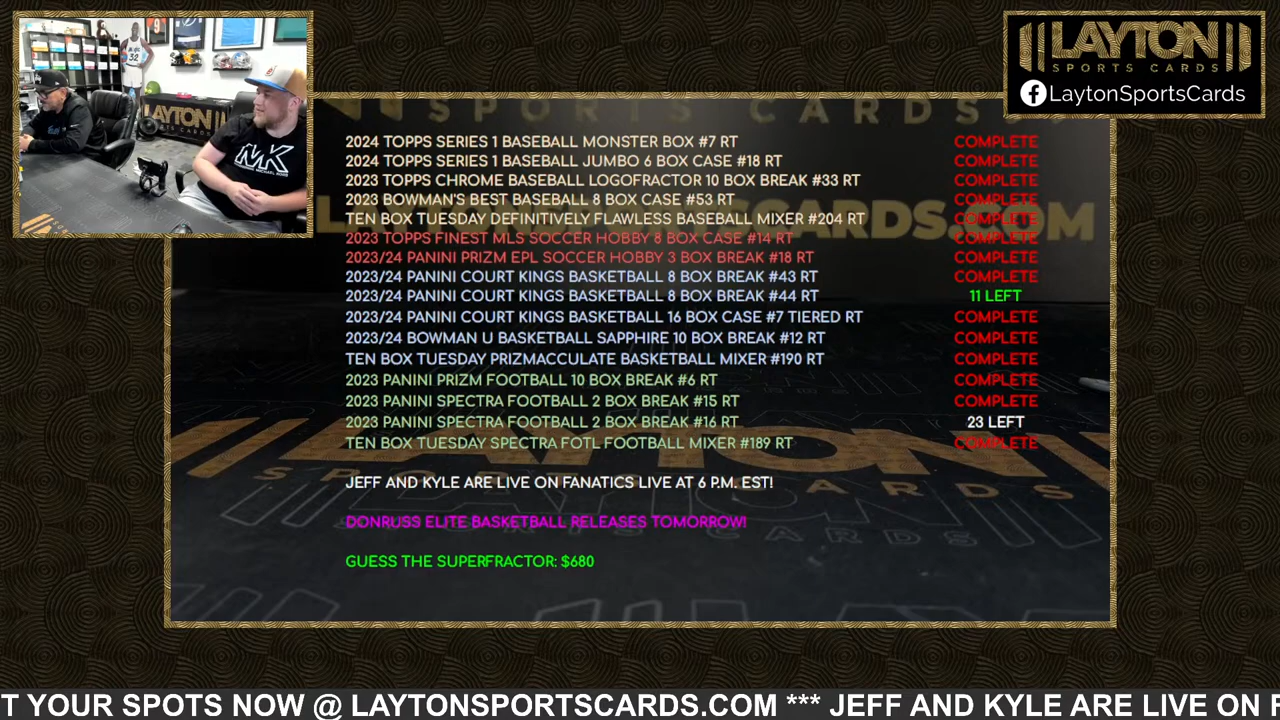 LAYTON
SPORTS CARDS
LaytonSportsCards
SPORTS CARDS
2024 TOPPS SERIES 1 BASEBALL MONSTER BOX #7 RT COMPLETE
2024 TOPPS SERIES 1 BASEBALL JUMBO 6 BOX CASE #18 RT COMPLETE
2023 TOPPS CHROME BASEBALL LOGOFRACTOR 10 BOX BREAK #33 RT COMPLETE
2023 BOWMAN'S BEST BASEBALL 8 BOX CASE #53 RT COMPLETE
TEN BOX TUESDAY DEFINITIVELY FLAWLESS BASEBALL MIXER #204 RT COMPLETE
2023 TOPPS FINEST MLS SOCCER HOBBY 8 BOX CASE #14 RT COMPLETE
2023/24 PANINI PRIZM EPL SOCCER HOBBY 3 BOX BREAK #18 RT COMPLETE
2023/24 PANINI COURT KINGS BASKETBALL 8 BOX BREAK #43 RT COMPLETE
2023/24 PANINI COURT KINGS BASKETBALL 8 BOX BREAK #44 RT 11 LEFT
2023/24 PANINI COURT KINGS BASKETBALL 16 BOX CASE #7 TIERED RT COMPLETE
2023/24 BOWMAN U BASKETBALL SAPPHIRE 10 BOX BREAK #12 RT COMPLETE
TEN BOX TUESDAY PRIZMACCULATE BASKETBALL MIXER #190 RT COMPLETE
2023 PANINI PRIZM FOOTBALL 10 BOX BREAK #6 RT COMPLETE
2023 PANINI SPECTRA FOOTBALL 2 BOX BREAK #15 RT COMPLETE
2023 PANINI SPECTRA FOOTBALL 2 BOX BREAK #16 RT 23 LEFT
TEN BOX TUESDAY SPECTRA FOTL FOOTBALL MIXER #189 RT COMPLETE
JEFF AND KYLE ARE LIVE ON FANATICS LIVE AT 6 P.M. EST!
DONRUSS ELITE BASKETBALL RELEASES TOMORROW!
GUESS THE SUPERFRACTOR: $680
T YOUR SPOTS NOW @ LAYTONSPORTSCARDS.COM *** JEFF AND KYLE ARE LIVE ON F
LAYTON
32
MK